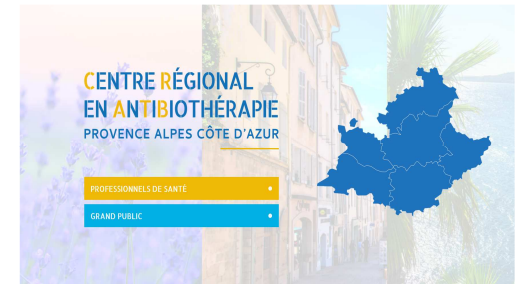 CENTRE RÉGIONAL
EN ANTIBIOTHÉRAPIE
PROVENCE ALPES CÔTE D'AZUR
PROFESSIONNELS DE SANTÉ
GRAND PUBLIC